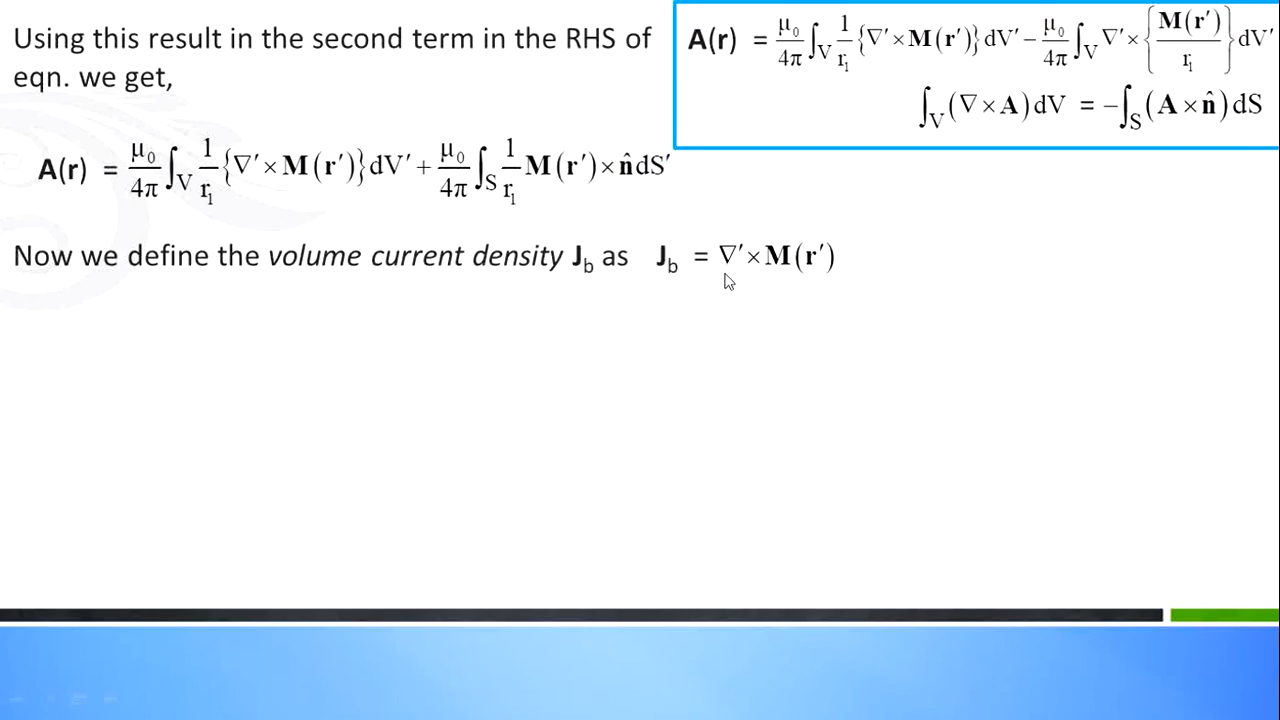 Using this result in the second term in the RHS of
eqn. we get,
A(r) = μ₀/4π ∫_V 1/r₁ {∇′×M(r′)}dV′ − μ₀/4π ∫_V ∇′×{M(r′)/r₁}dV′
∫_V(∇×A)dV = −∫_S(A×n̂)dS
A(r) = μ₀/4π ∫_V 1/r₁ {∇′×M(r′)}dV′ + μ₀/4π ∫_S 1/r₁ M(r′)×n̂dS′
Now we define the volume current density J_b as J_b = ∇′×M(r′)